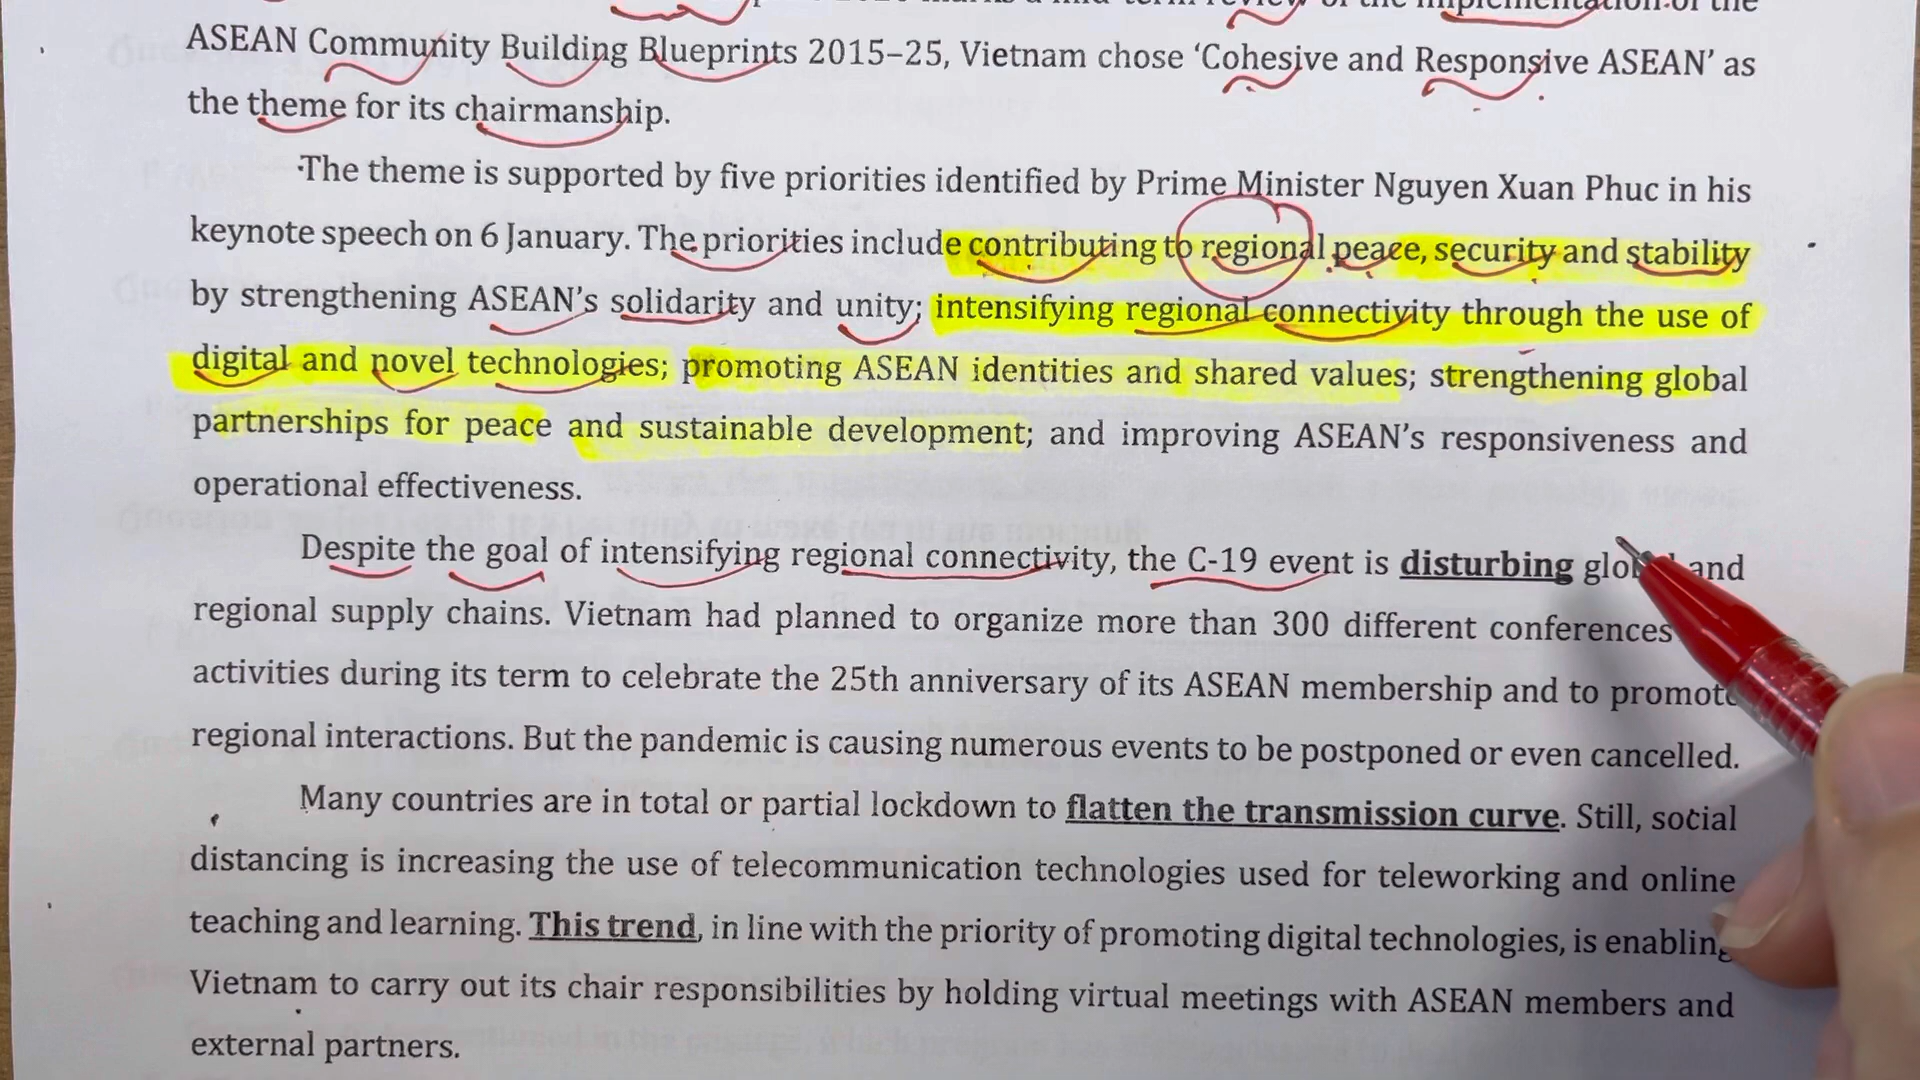 implementation of the
ASEAN Community Building Blueprints 2015–25, Vietnam chose ‘Cohesive and Responsive ASEAN’ as
the theme for its chairmanship.
The theme is supported by five priorities identified by Prime Minister Nguyen Xuan Phuc in his
keynote speech on 6 January. The priorities include contributing to regional peace, security and stability
by strengthening ASEAN’s solidarity and unity; intensifying regional connectivity through the use of
digital and novel technologies; promoting ASEAN identities and shared values; strengthening global
partnerships for peace and sustainable development; and improving ASEAN’s responsiveness and
operational effectiveness.
Despite the goal of intensifying regional connectivity, the C-19 event is disturbing and
regional supply chains. Vietnam had planned to organize more than 300 different conferences
activities during its term to celebrate the 25th anniversary of its ASEAN membership and to promote
regional interactions. But the pandemic is causing numerous events to be postponed or even cancelled.
Many countries are in total or partial lockdown to flatten the transmission curve. Still, social
distancing is increasing the use of telecommunication technologies used for teleworking and online
teaching and learning. This trend, in line with the priority of promoting digital technologies, is enabling
Vietnam to carry out its chair responsibilities by holding virtual meetings with ASEAN members and
external partners.